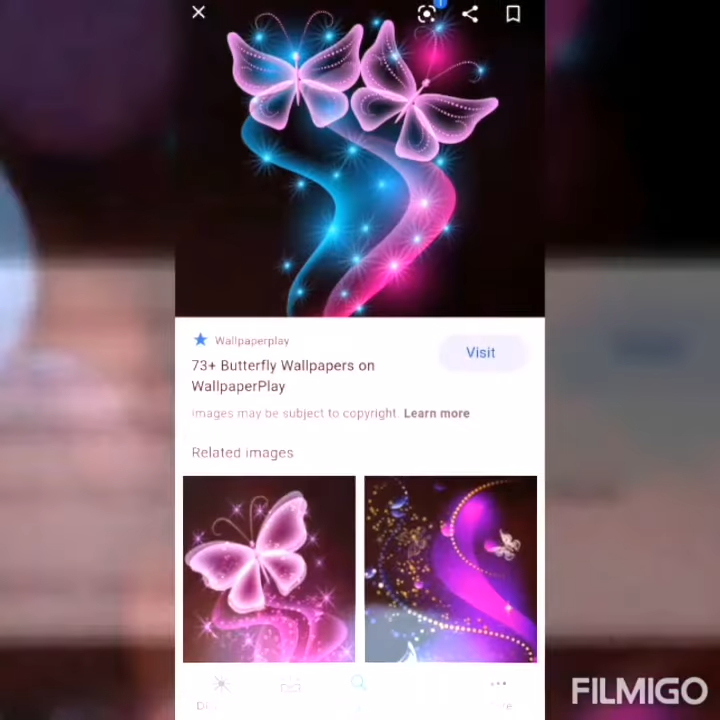 Wallpaperplay
73+ Butterfly Wallpapers on
WallpaperPlay
Visit
images may be subject to copyright. Learn more
Related images
FILMIGO